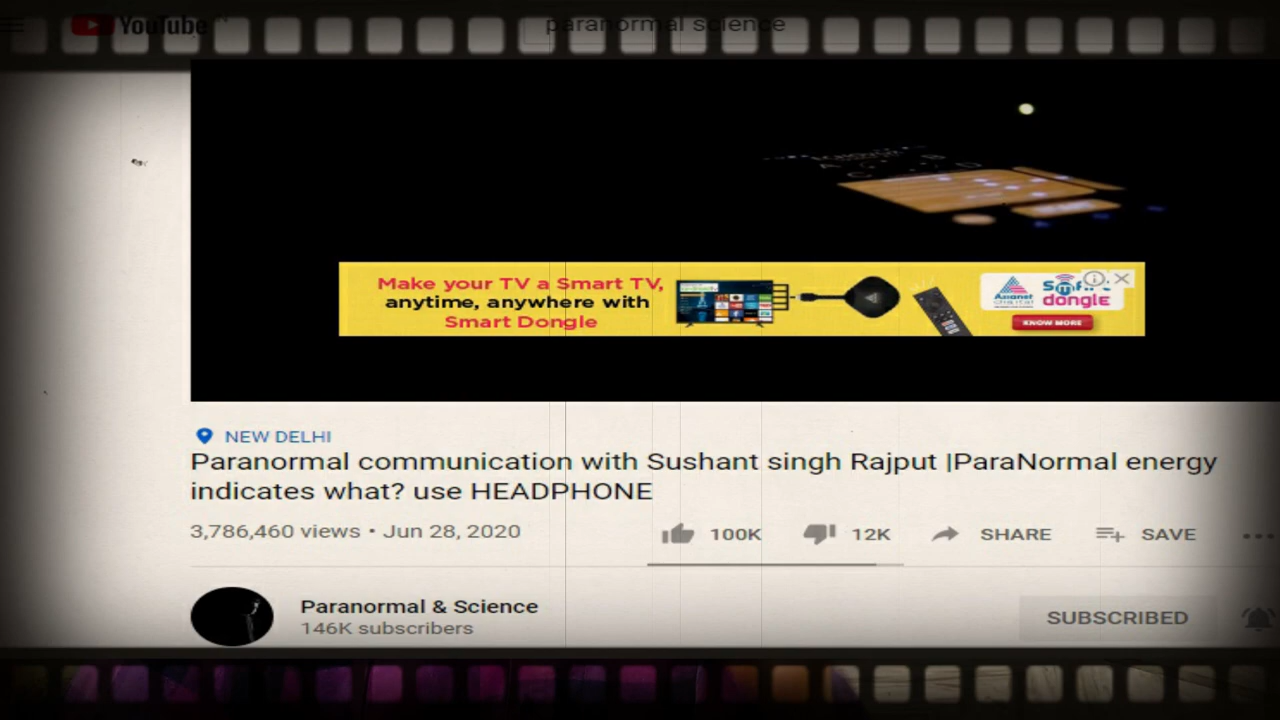 YouTube
paranormal science
A
B
C
D
Make your TV a Smart TV,
anytime, anywhere with
Smart Dongle
Asianet
dongle
KNOW MORE
NEW DELHI
Paranormal communication with Sushant singh Rajput |ParaNormal energy
indicates what? use HEADPHONE
3,786,460 views • Jun 28, 2020
100K
12K
SHARE
SAVE
Paranormal & Science
146K subscribers
SUBSCRIBED